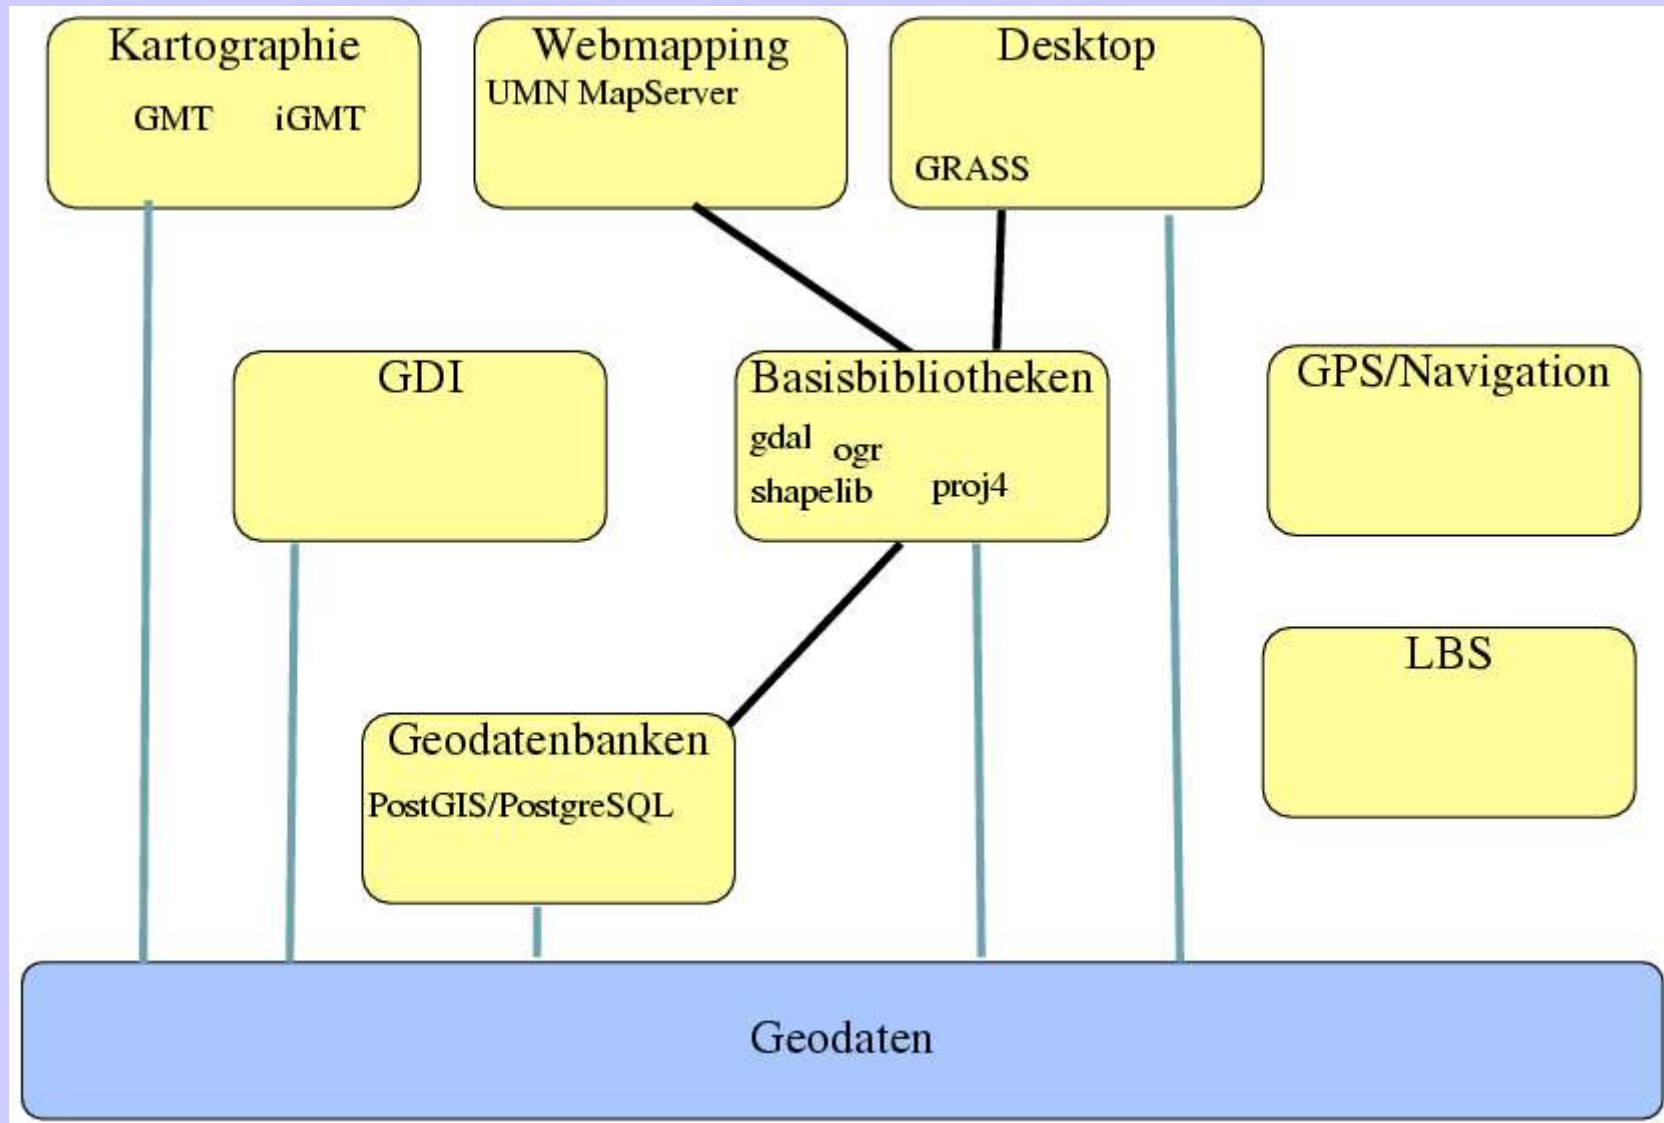 Kartographie
GMT iGMT
Webmapping
UMN MapServer
Desktop
GRASS
GDI
Basisbibliotheken
gdal ogr
shapelib proj4
GPS/Navigation
LBS
Geodatenbanken
PostGIS/PostgreSQL
Geodaten